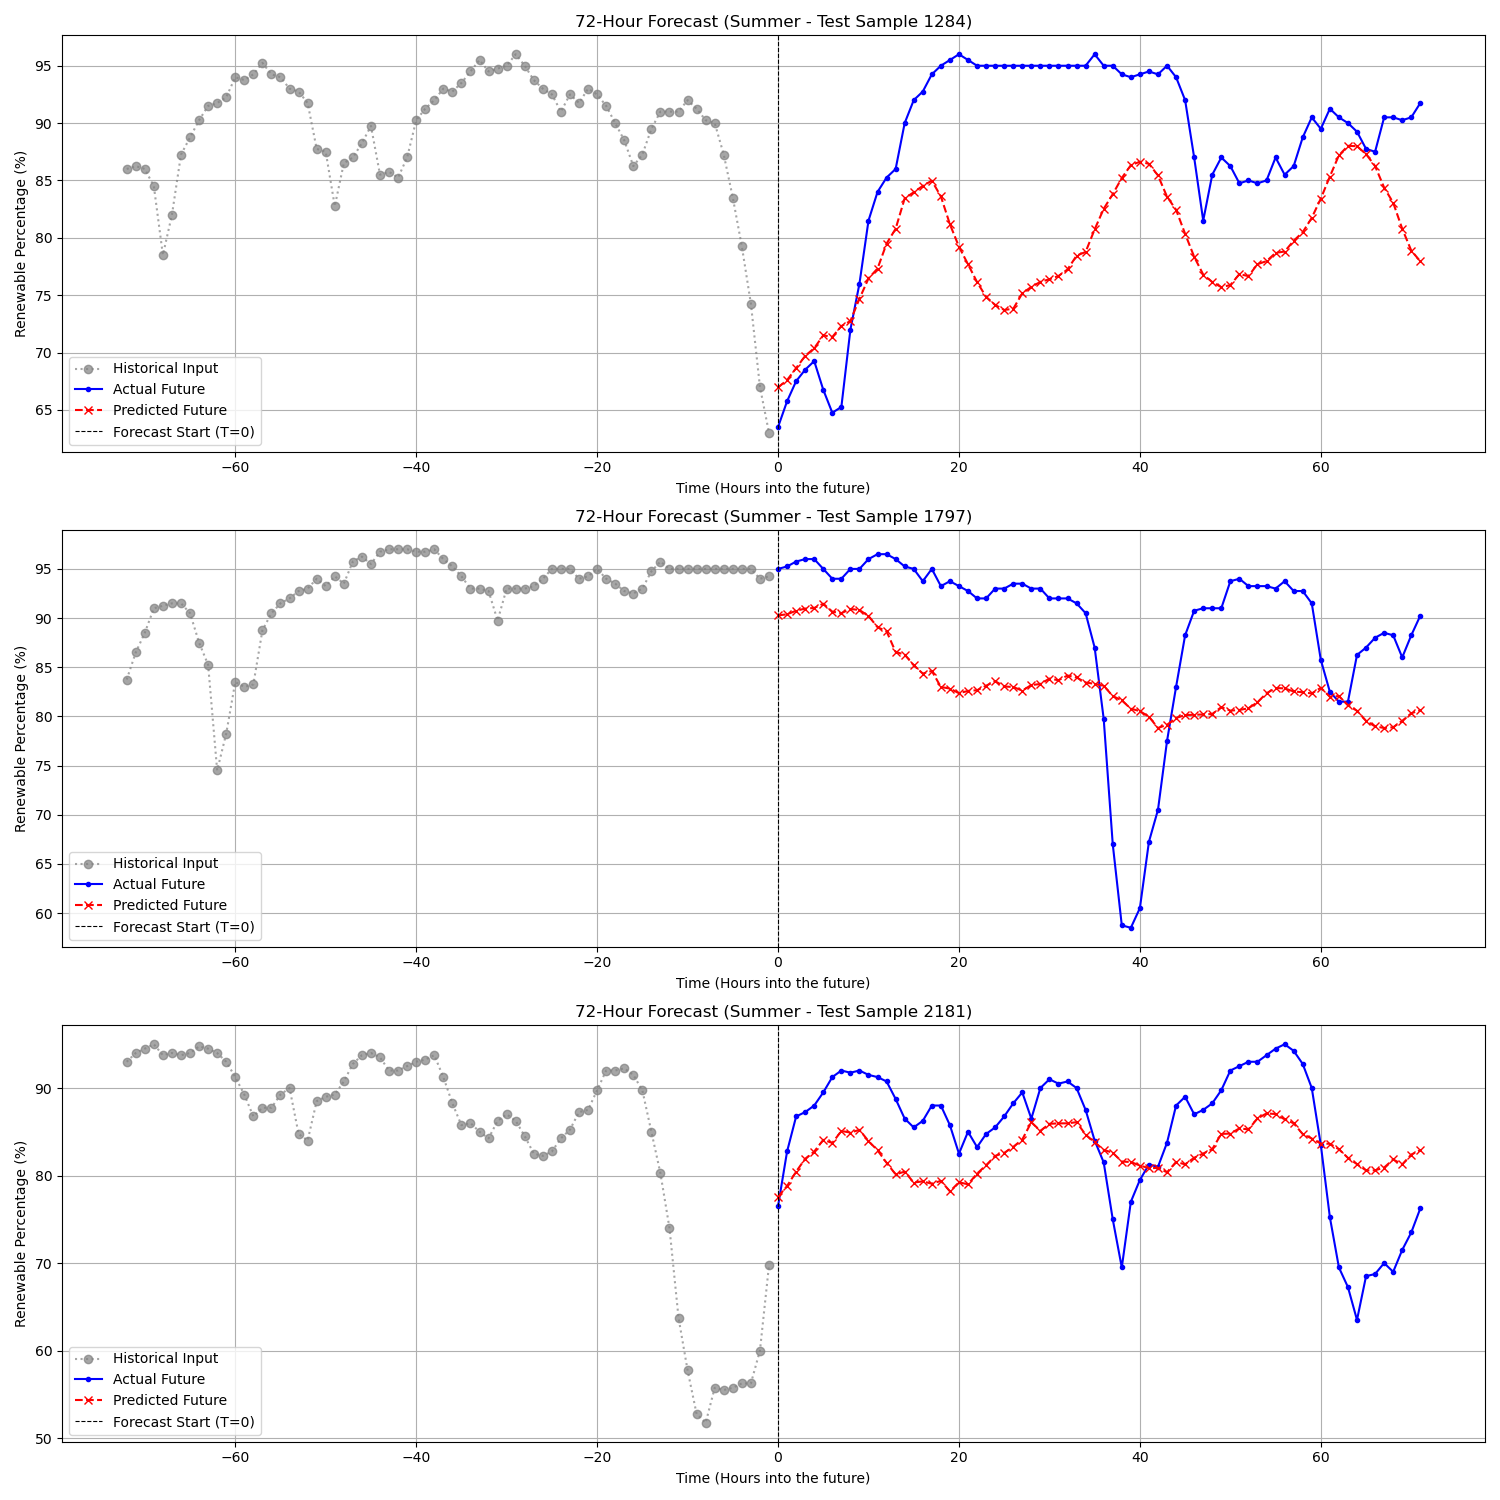 72-Hour Forecast (Summer - Test Sample 1284)
Renewable Percentage (%)
95
90
85
80
75
70
65
Historical Input
Actual Future
Predicted Future
Forecast Start (T=0)
−60 −40 −20 0 20 40 60
Time (Hours into the future)
72-Hour Forecast (Summer - Test Sample 1797)
Renewable Percentage (%)
95
90
85
80
75
70
65
60
Historical Input
Actual Future
Predicted Future
Forecast Start (T=0)
−60 −40 −20 0 20 40 60
Time (Hours into the future)
72-Hour Forecast (Summer - Test Sample 2181)
Renewable Percentage (%)
90
80
70
60
50
Historical Input
Actual Future
Predicted Future
Forecast Start (T=0)
−60 −40 −20 0 20 40 60
Time (Hours into the future)